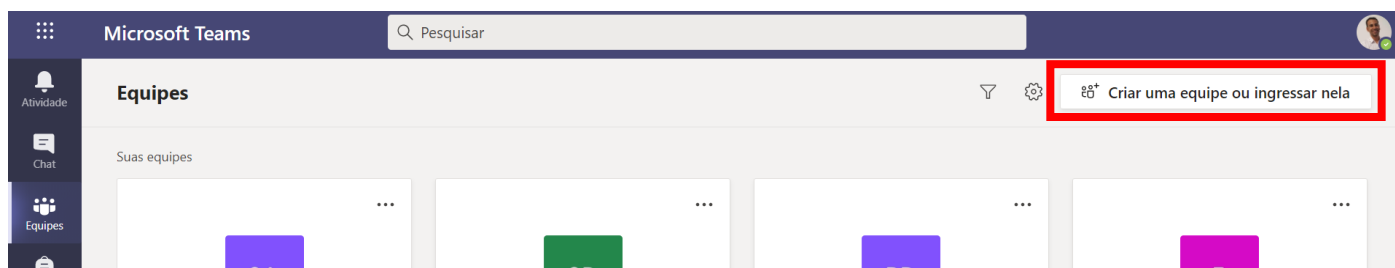 Microsoft Teams
Pesquisar
Atividade
Equipes
Criar uma equipe ou ingressar nela
Chat
Suas equipes
Equipes